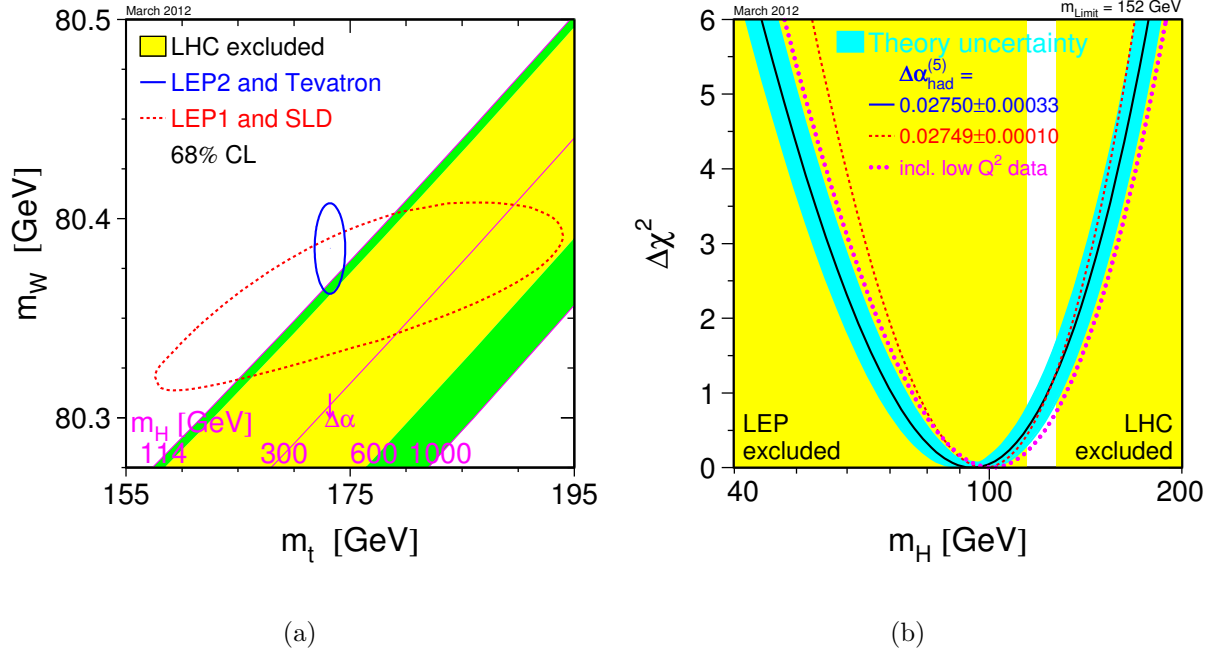 March 2012
80.5
80.4
80.3
m_W [GeV]
LHC excluded
LEP2 and Tevatron
LEP1 and SLD
68% CL
m_H [GeV]
Δα
114 300 600 1000
155 175 195
m_t [GeV]
(a)
March 2012
m_Limit = 152 GeV
6
5
4
3
2
1
0
Δχ²
Theory uncertainty
Δα_had^(5) =
0.02750±0.00033
0.02749±0.00010
incl. low Q² data
LEP
excluded
LHC
excluded
40 100 200
m_H [GeV]
(b)